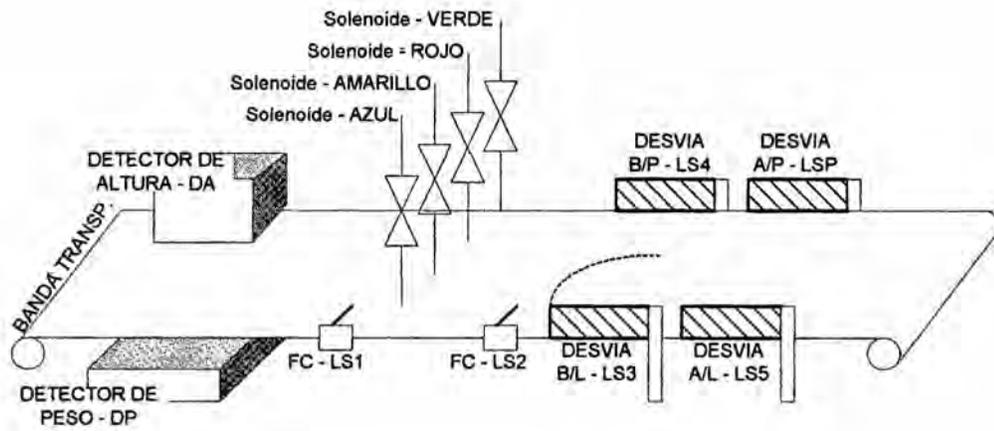 Solenoide - VERDE
Solenoide - ROJO
Solenoide - AMARILLO
Solenoide - AZUL
DETECTOR DE
ALTURA - DA
DESVIA
B/P - LS4
DESVIA
A/P - LSP
BANDA TRANSP.
FC - LS1
FC - LS2
DESVIA
B/L - LS3
DESVIA
A/L - LS5
DETECTOR DE
PESO - DP